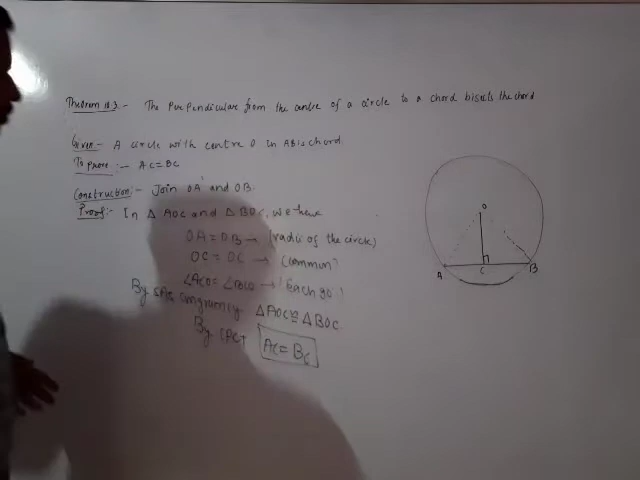 Theorem 10.3:- The Perpendicular from the centre of a circle to a chord bisects the chord
Given:- A circle with centre O in AB is chord.
To Prove:- AC=BC
Construction:- Join OA and OB.
Proof:- In △ AOC and △ BOC, we have
OA=OB → (radii of the circle)
OC=OC → (common)
∠ACO=∠BCO → (Each 90°)
By congruency △AOC≅△BOC
By CPCT AC=BC
O
A
C
B